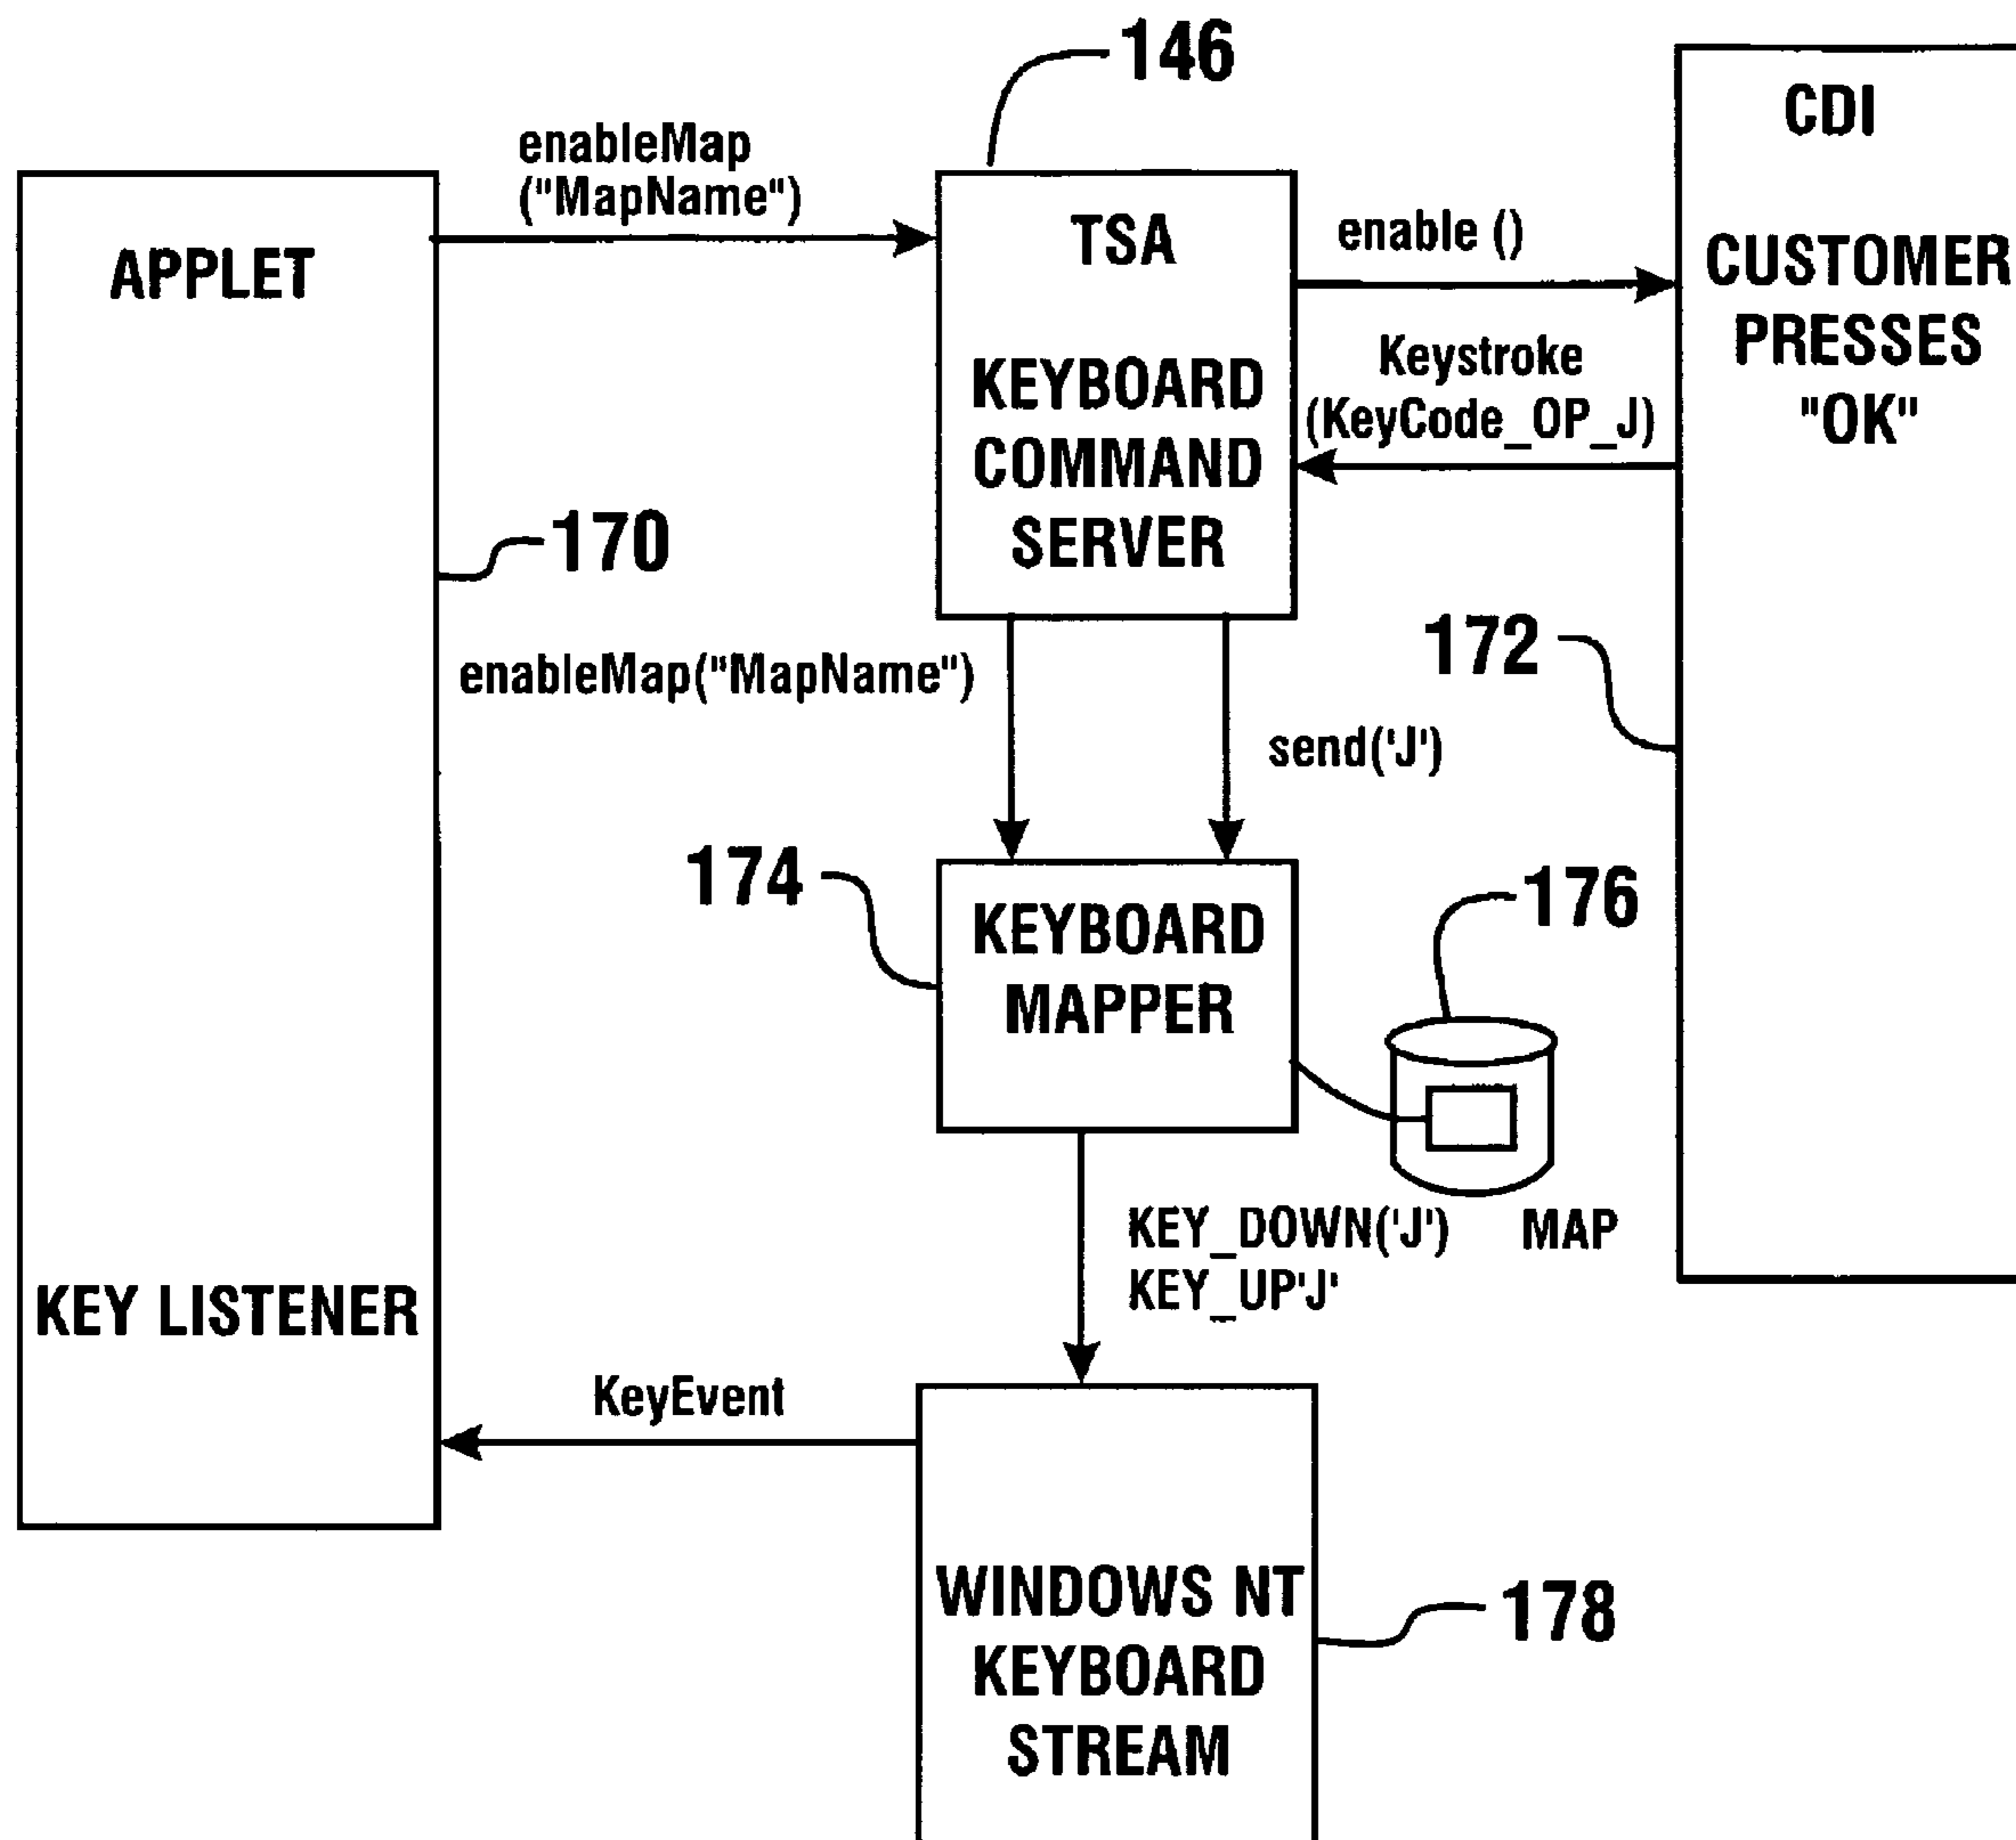 146
CDI
CUSTOMER
PRESSES
"OK"
enableMap
("MapName")
APPLET
TSA
KEYBOARD
COMMAND
SERVER
enable ()
Keystroke
(KeyCode_OP_J)
170
172
enableMap("MapName")
send('J')
174
KEYBOARD
MAPPER
176
MAP
KEY_DOWN('J')
KEY_UP'J'
KEY LISTENER
KeyEvent
WINDOWS NT
KEYBOARD
STREAM
178